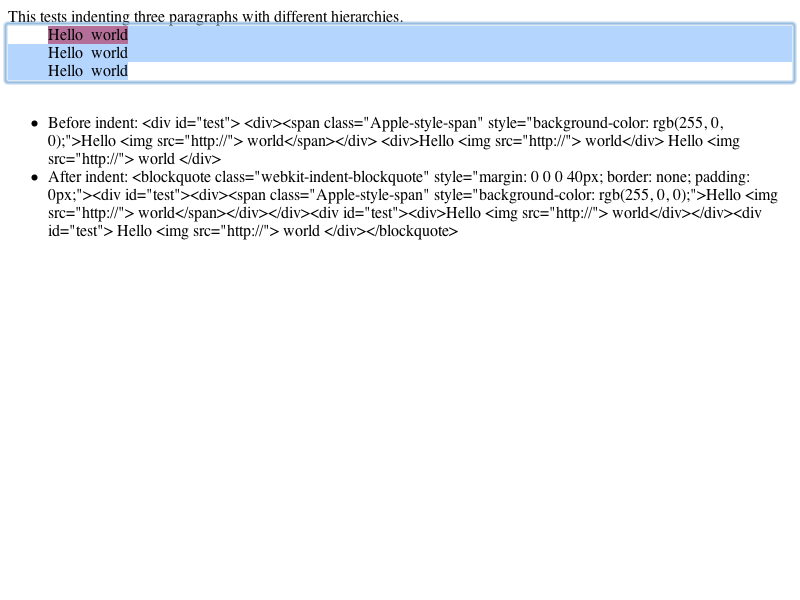 This tests indenting three paragraphs with different hierarchies.
Hello  world
Hello  world
Hello  world
• Before indent: <div id="test"> <div><span class="Apple-style-span" style="background-color: rgb(255, 0,
0);">Hello <img src="http://"> world</span></div> <div>Hello <img src="http://"> world</div> Hello <img
src="http://"> world </div>
• After indent: <blockquote class="webkit-indent-blockquote" style="margin: 0 0 0 40px; border: none; padding:
0px;"><div id="test"><div><span class="Apple-style-span" style="background-color: rgb(255, 0, 0);">Hello <img
src="http://"> world</span></div></div><div id="test"><div>Hello <img src="http://"> world</div></div><div
id="test"> Hello <img src="http://"> world </div></blockquote>